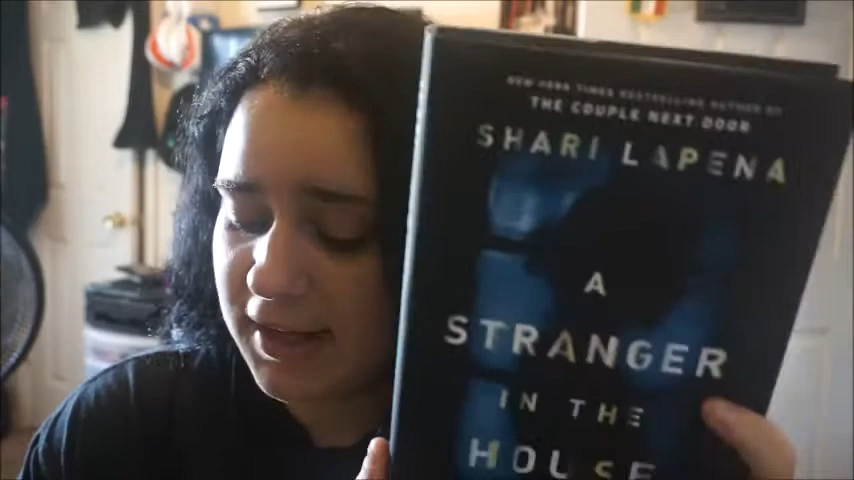 NEW YORK TIMES BESTSELLING AUTHOR OF
THE COUPLE NEXT DOOR
SHARI LAPENA
A
STRANGER
IN THE
HOUSE